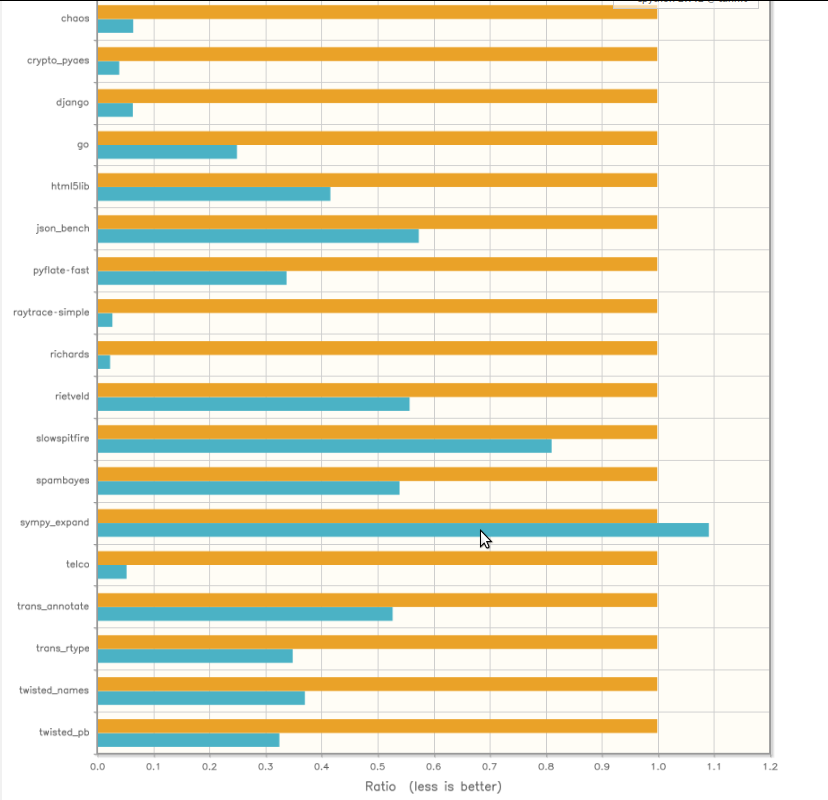 chaos
crypto_pyaes
django
go
html5lib
json_bench
pyflate-fast
raytrace-simple
richards
rietveld
slowspitfire
spambayes
sympy_expand
telco
trans_annotate
trans_rtype
twisted_names
twisted_pb
0.0 0.1 0.2 0.3 0.4 0.5 0.6 0.7 0.8 0.9 1.0 1.1 1.2
Ratio (less is better)